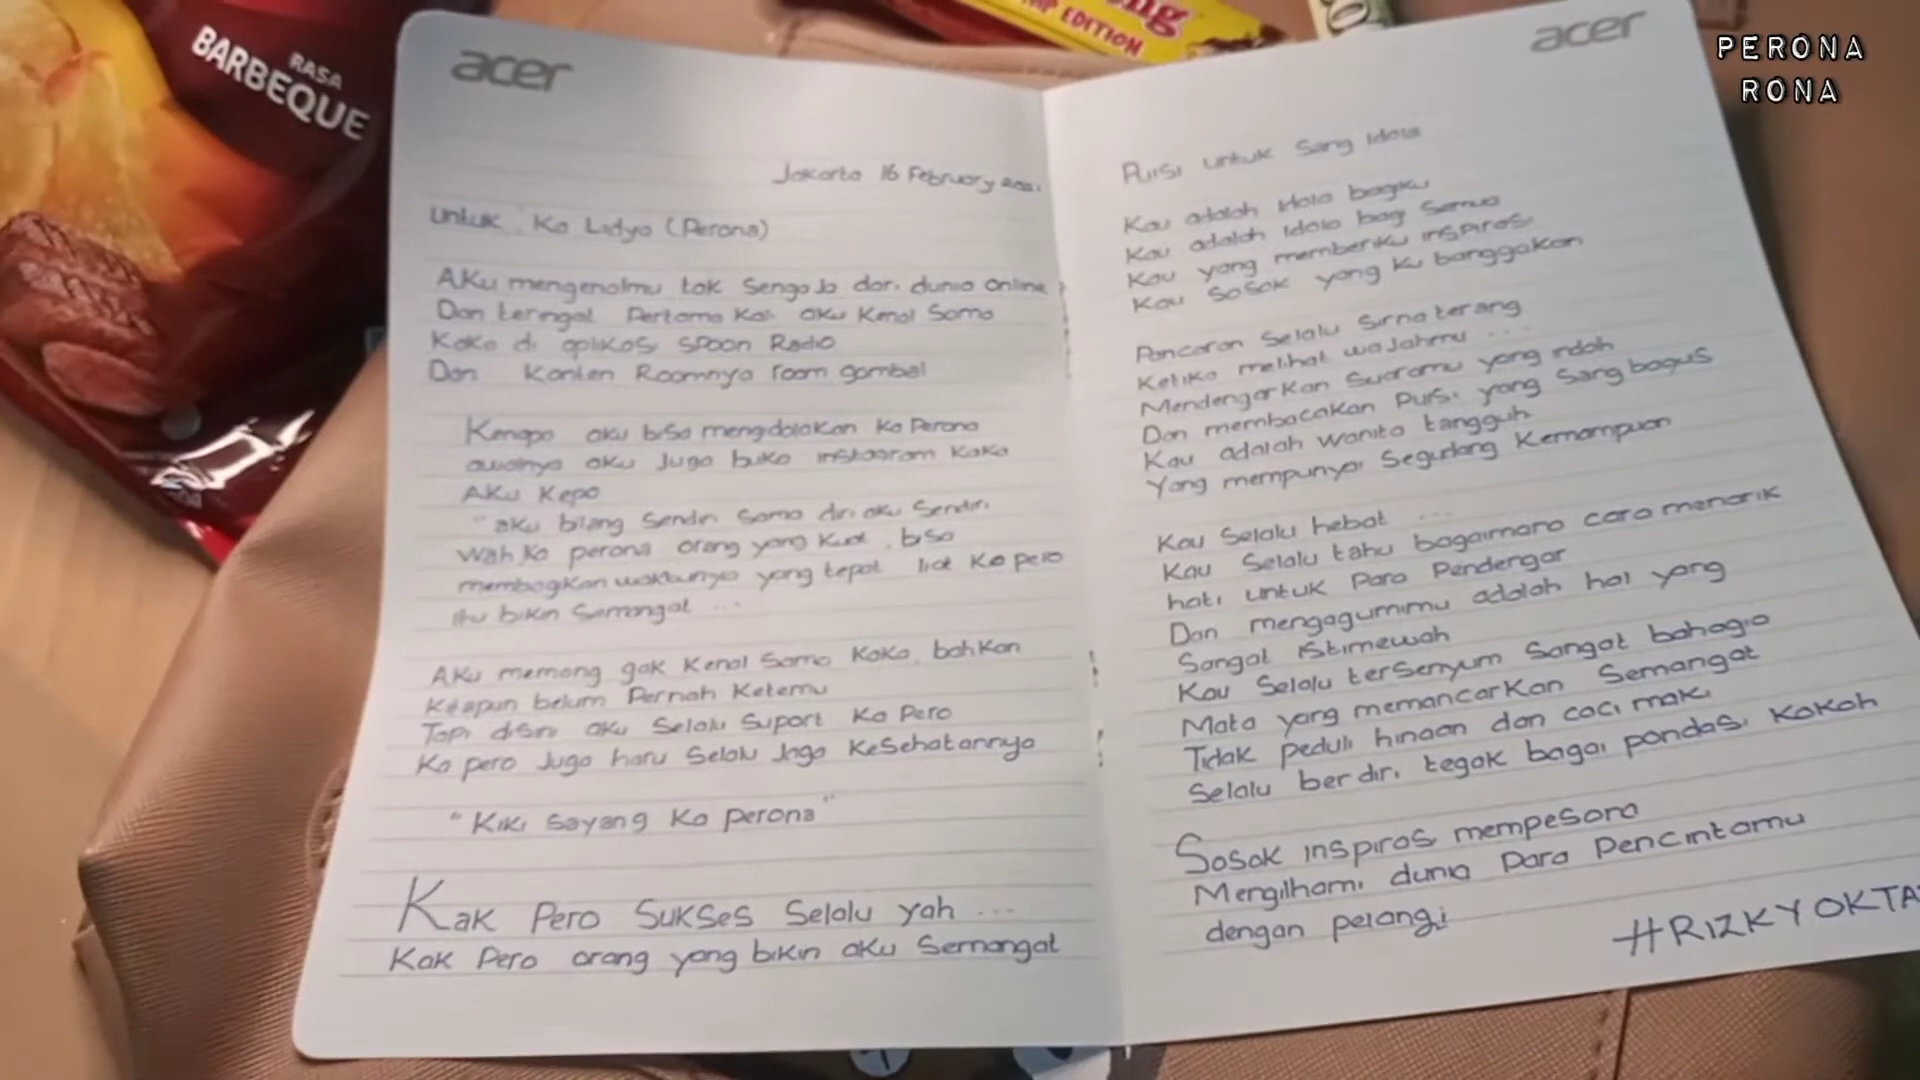 RASA
BARBEQUE
ng
EDITION
PERONA
RONA
acer
Jakarta 16 February
Untuk Ka Lidya (Perona)
Aku mengenalmu tak sengaja dari dunia online
Dan teringat Pertama Kali aku Kenal Sama
Kaka di aplikasi Spoon Radio
Dan Konten Roomnya room gombal
Kenapa aku bisa mengidolakan Ka Perona
awalnya aku Juga buka instagram Kaka
Aku Kepo
"aku bilang Sendiri Sama diri aku Sendiri
Wah Ka perona orang yang Kuat, bisa
membagikan waktunya yang tepat liat Ka pero
itu bikin Semangat ...
Aku memang gak Kenal Sama Kaka, bahkan
Kitapun belum Pernah Ketemu
Tapi disini aku Selalu Suport Ka Pero
Ka pero Juga haru Selalu Jaga Kesehatannya
"Kiki Sayang Ka perona"
Kak Pero Sukses Selalu yah ...
Kak Pero orang yang bikin aku Semangat
acer
Puisi untuk Sang Idola
Kau adalah Idola bagiku
Kau adalah Idola bagi Semua
Kau yang memberiku inspirasi
Kau Sosok yang Ku banggakan
Pancaran Selalu Sirna terang
Ketika melihat wajahmu ...
Mendengarkan Suaramu yang indah
Dan membacakan Puisi yang Sang bagus
Kau adalah wanita tangguh
Yang mempunyai Segudang Kemampuan
Kau Selalu hebat ...
Kau Selalu tahu bagaimana cara menarik
hati untuk Para Pendengar
Dan mengagumimu adalah hal yang
Sangat istimewah
Kau Selalu tersenyum Sangat bahagia
Mata yang memancarkan Semangat
Tidak peduli hinaan dan caci maki
Selalu berdiri tegak bagai pondasi Kokoh
Sosok inspirasi mempesona
Mengilhami dunia Para Pencintamu
dengan pelangi
#RIZKYOKTA